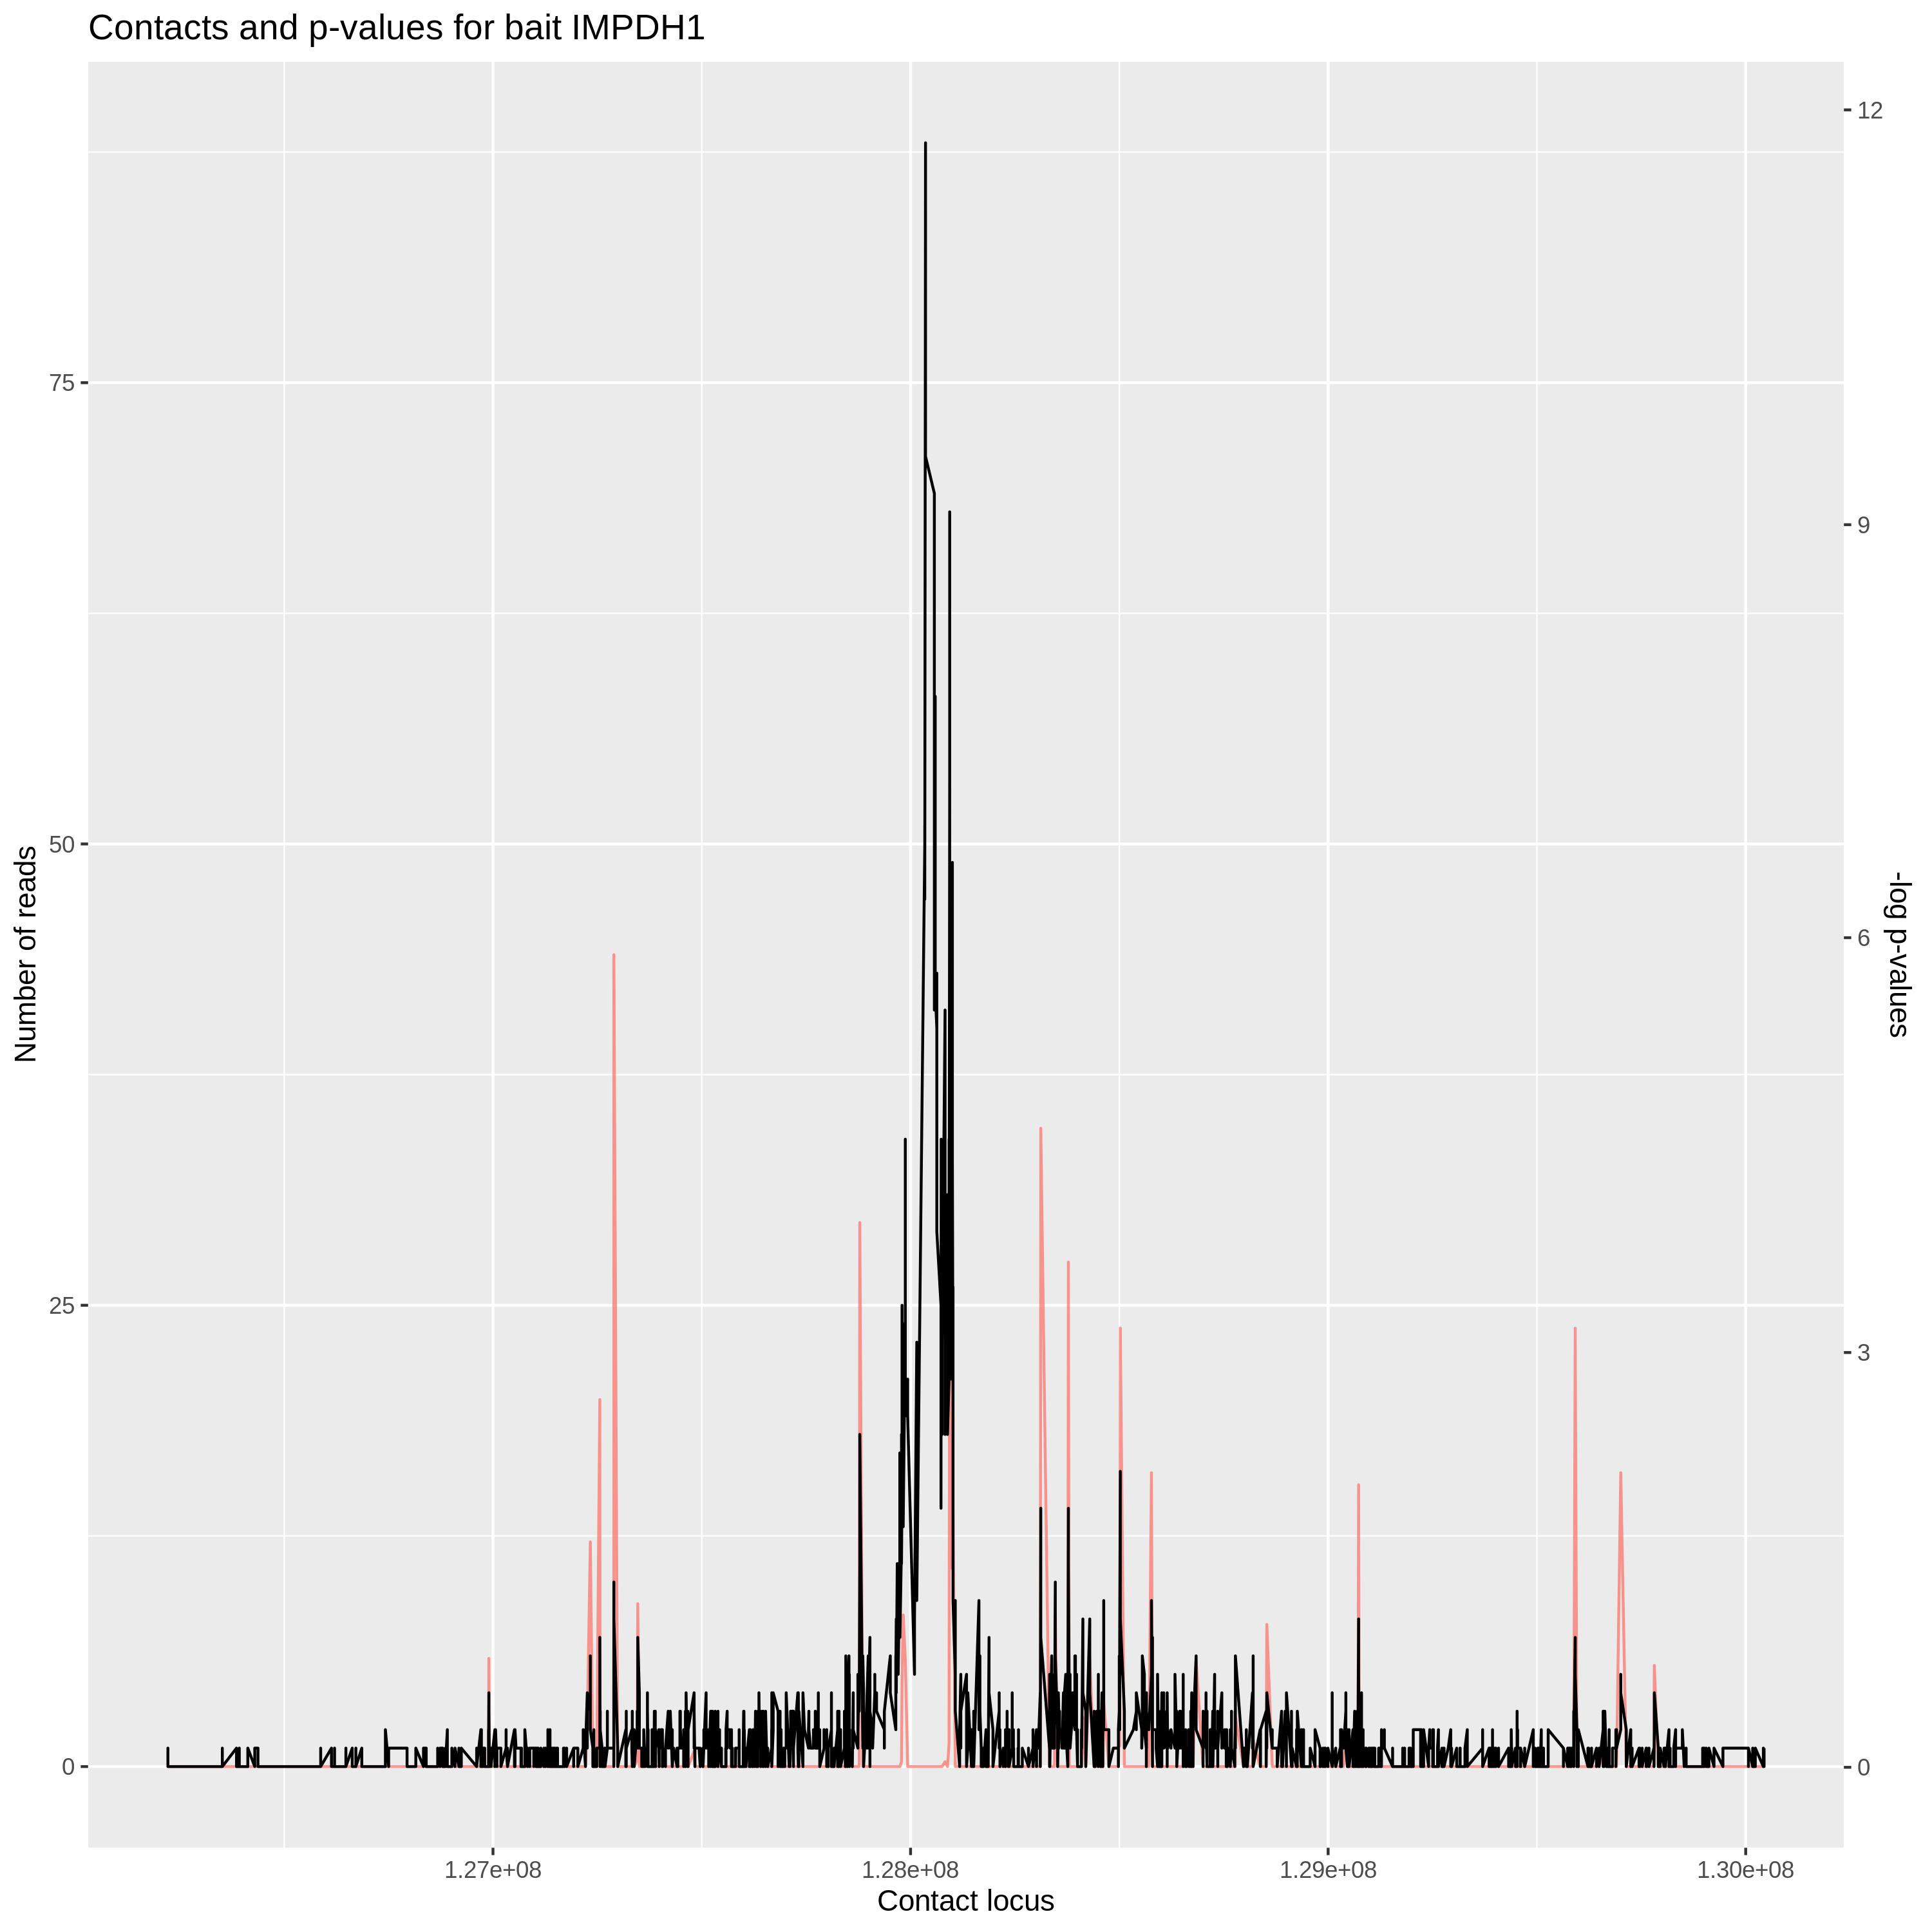 Contacts and p-values for bait IMPDH1
Number of reads
75
50
25
0
12
9
6
3
0
-log p-values
1.27e+08
1.28e+08
1.29e+08
1.30e+08
Contact locus